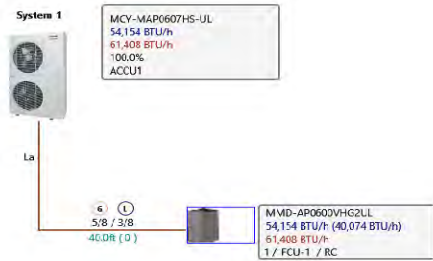 System 1
MCY-MAP0607HS-UL
54,154 BTU/h
61,408 BTU/h
100.0%
ACCU1
La
G L
5/8 / 3/8
40.0ft ( 0 )
MMD-AP0600VHG2UL
54,154 BTU/h (40,074 BTU/h)
61,408 BTU/h
1 / FCU-1 / RC